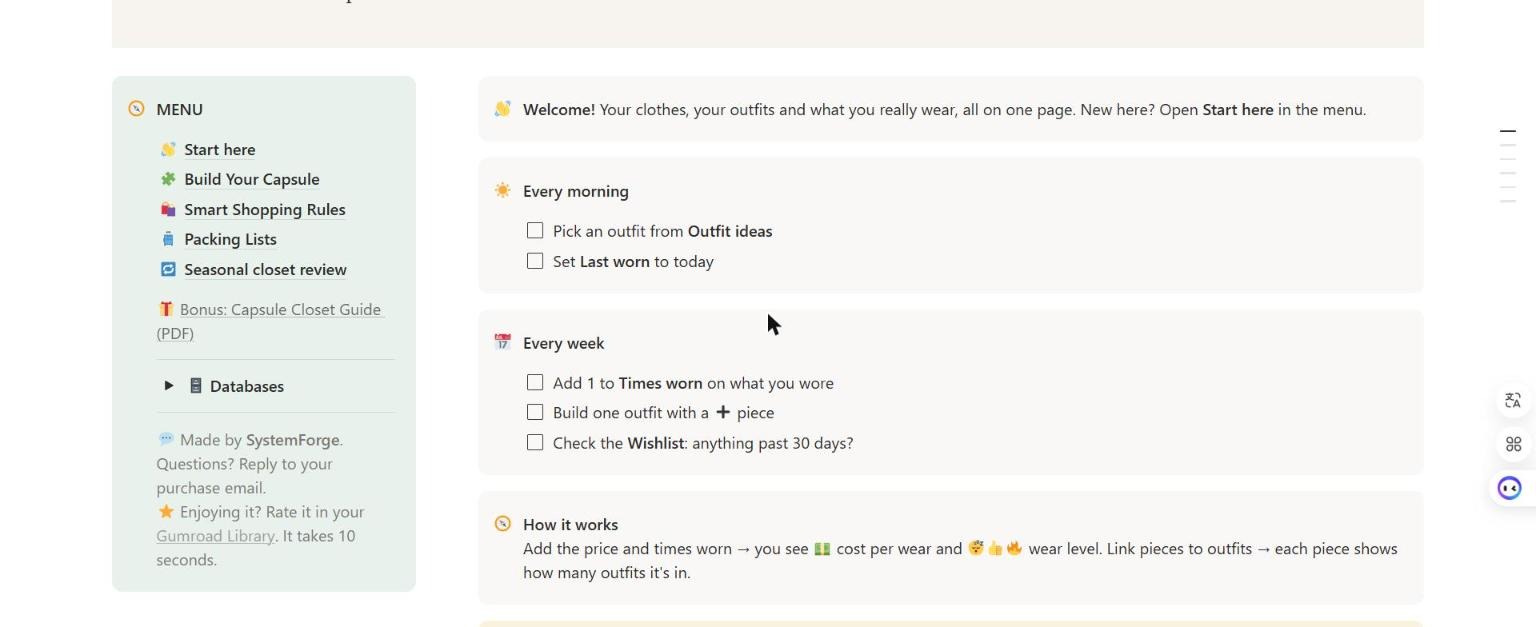 MENU
👋 Start here
🧩 Build Your Capsule
🛍️ Smart Shopping Rules
🧳 Packing Lists
🔁 Seasonal closet review
🎁 Bonus: Capsule Closet Guide
(PDF)
▶ 🗄️ Databases
💬 Made by SystemForge.
Questions? Reply to your
purchase email.
⭐ Enjoying it? Rate it in your
Gumroad Library. It takes 10
seconds.
👋 Welcome! Your clothes, your outfits and what you really wear, all on one page. New here? Open Start here in the menu.
☀️ Every morning
Pick an outfit from Outfit ideas
Set Last worn to today
📅 Every week
Add 1 to Times worn on what you wore
Build one outfit with a ➕ piece
Check the Wishlist: anything past 30 days?
🧭 How it works
Add the price and times worn → you see 💵 cost per wear and 😴👍🔥 wear level. Link pieces to outfits → each piece shows
how many outfits it's in.